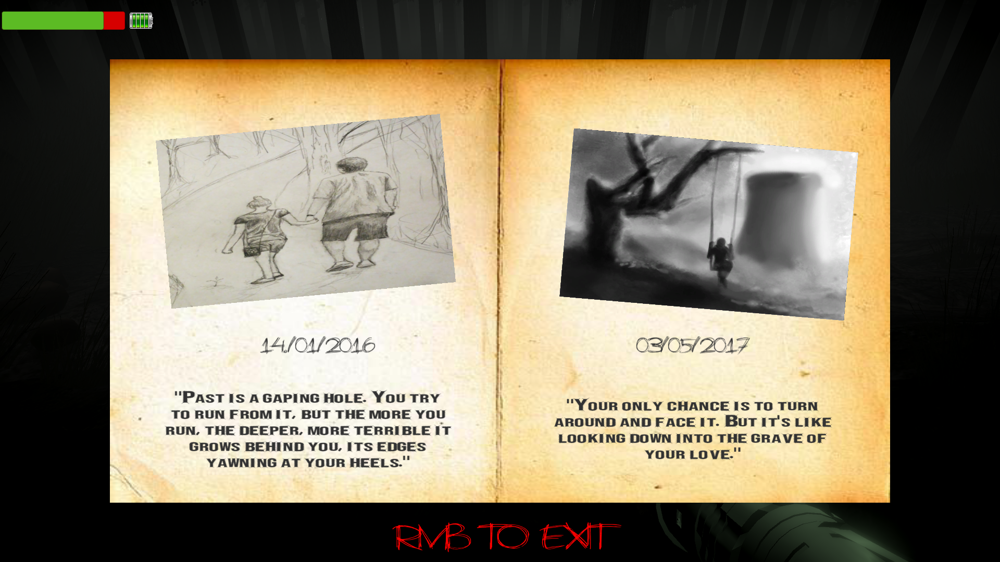 14/01/2016
"Past is a gaping hole. You try
to run from it, but the more you
run, the deeper, more terrible it
grows behind you, its edges
yawning at your heels."
03/05/2017
"Your only chance is to turn
around and face it. But it's like
looking down into the grave of
your love."
RMB TO EXIT